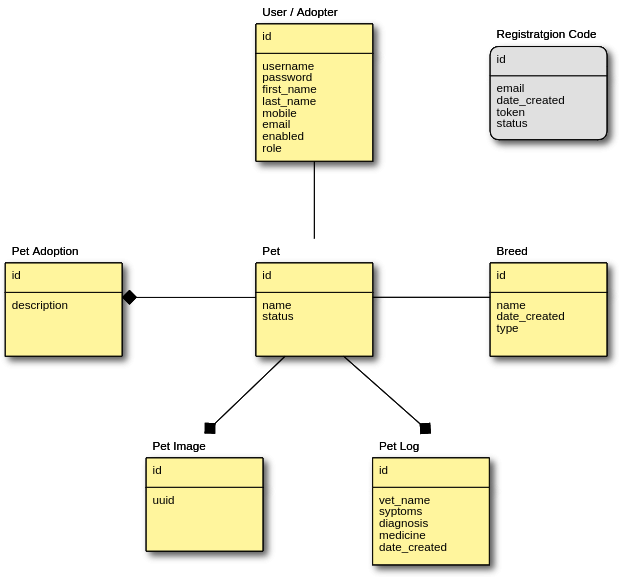 User / Adopter
id
username
password
first_name
last_name
mobile
email
enabled
role
Registratgion Code
id
email
date_created
token
status
Pet Adoption
id
description
Pet
id
name
status
Breed
id
name
date_created
type
Pet Image
id
uuid
Pet Log
id
vet_name
syptoms
diagnosis
medicine
date_created